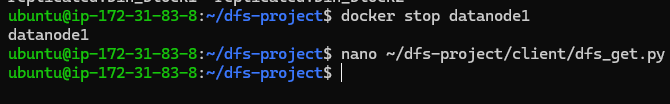 ubuntu@ip-172-31-83-8:~/dfs-project$ docker stop datanode1
datanode1
ubuntu@ip-172-31-83-8:~/dfs-project$ nano ~/dfs-project/client/dfs_get.py
ubuntu@ip-172-31-83-8:~/dfs-project$